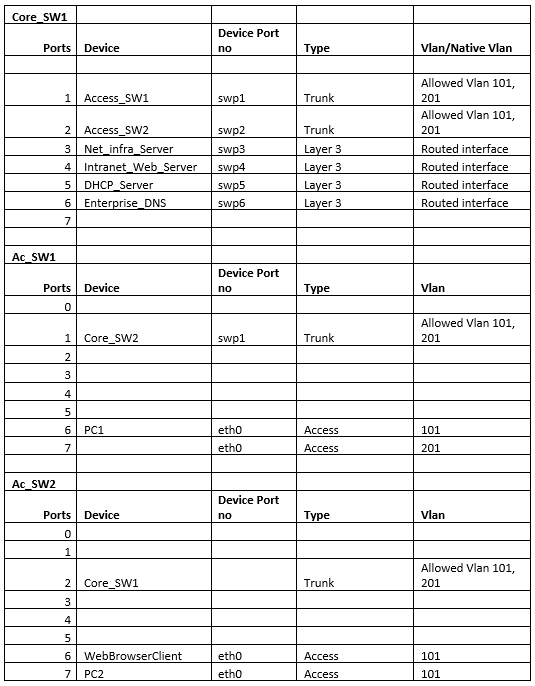 Core_SW1
Ports Device Device Port no Type Vlan/Native Vlan
1 Access_SW1 swp1 Trunk Allowed Vlan 101, 201
2 Access_SW2 swp2 Trunk Allowed Vlan 101, 201
3 Net_infra_Server swp3 Layer 3 Routed interface
4 Intranet_Web_Server swp4 Layer 3 Routed interface
5 DHCP_Server swp5 Layer 3 Routed interface
6 Enterprise_DNS swp6 Layer 3 Routed interface
7
Ac_SW1
Ports Device Device Port no Type Vlan
0
1 Core_SW2 swp1 Trunk Allowed Vlan 101, 201
2
3
4
5
6 PC1 eth0 Access 101
7 eth0 Access 201
Ac_SW2
Ports Device Device Port no Type Vlan
0
1
2 Core_SW1 Trunk Allowed Vlan 101, 201
3
4
5
6 WebBrowserClient eth0 Access 101
7 PC2 eth0 Access 101